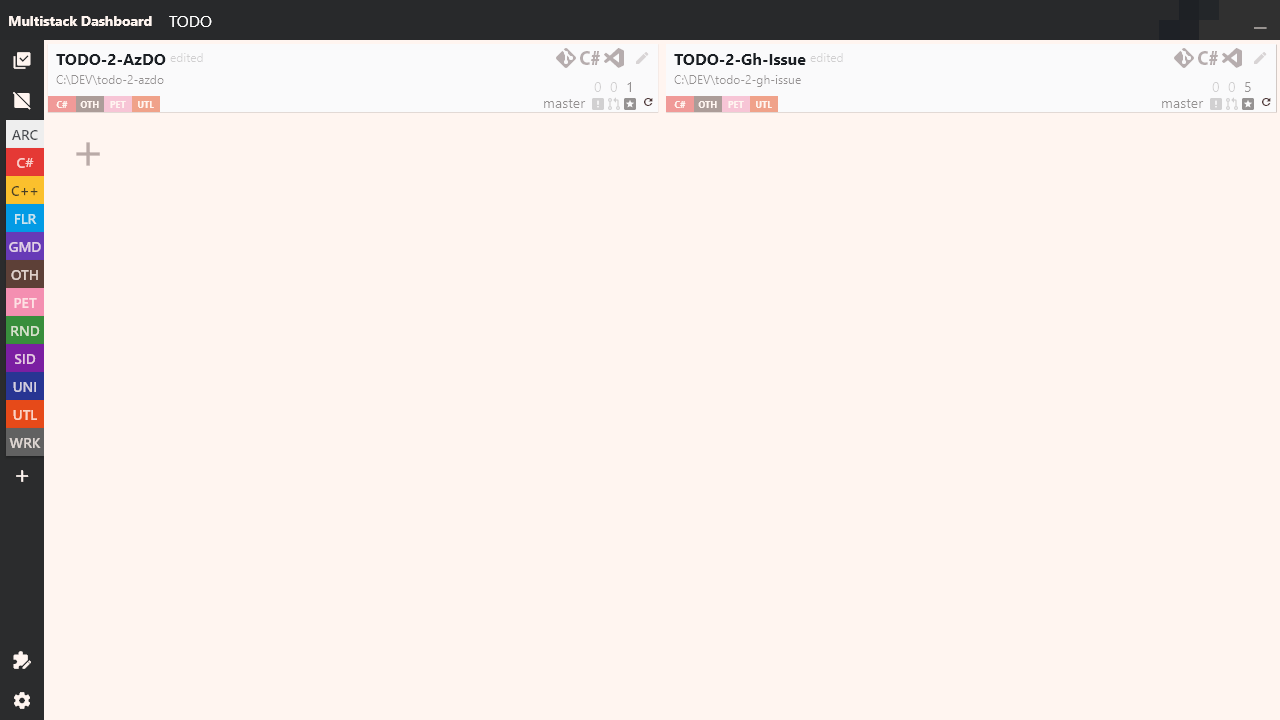 Multistack Dashboard TODO
TODO-2-AzDO edited
C#
C:\DEV\todo-2-azdo
0 0 1
C# OTH PET UTL
master
TODO-2-Gh-Issue edited
C#
C:\DEV\todo-2-gh-issue
0 0 5
C# OTH PET UTL
master
ARC
C#
C++
FLR
GMD
OTH
PET
RND
SID
UNI
UTL
WRK